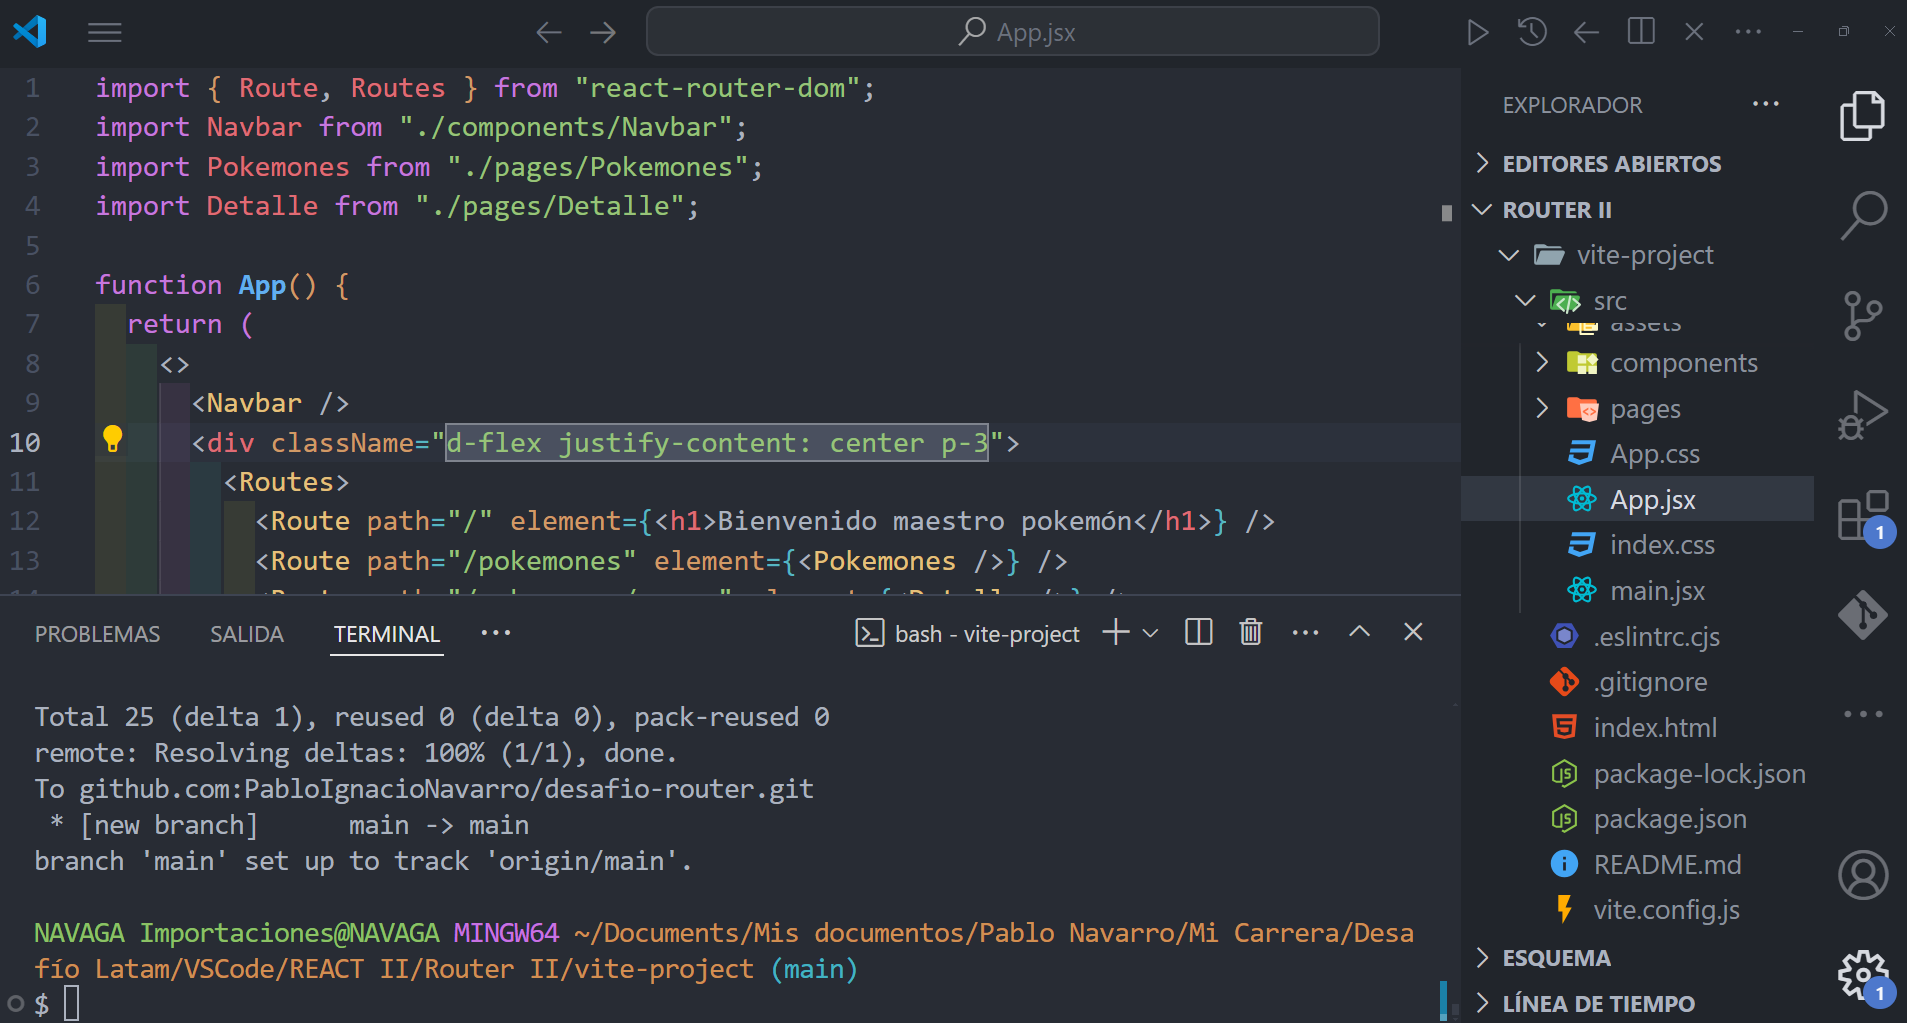 App.jsx
1 import { Route, Routes } from "react-router-dom";
2 import Navbar from "./components/Navbar";
3 import Pokemones from "./pages/Pokemones";
4 import Detalle from "./pages/Detalle";
5
6 function App() {
7 return (
8 <>
9 <Navbar />
10 <div className="d-flex justify-content: center p-3">
11 <Routes>
12 <Route path="/" element={<h1>Bienvenido maestro pokemón</h1>} />
13 <Route path="/pokemones" element={<Pokemones />} />
PROBLEMAS SALIDA TERMINAL ··· bash - vite-project
Total 25 (delta 1), reused 0 (delta 0), pack-reused 0
remote: Resolving deltas: 100% (1/1), done.
To github.com:PabloIgnacioNavarro/desafio-router.git
* [new branch] main -> main
branch 'main' set up to track 'origin/main'.
NAVAGA Importaciones@NAVAGA MINGW64 ~/Documents/Mis documentos/Pablo Navarro/Mi Carrera/Desa
fío Latam/VSCode/REACT II/Router II/vite-project (main)
$
EXPLORADOR ···
EDITORES ABIERTOS
ROUTER II
vite-project
src
assets
components
pages
App.css
App.jsx
index.css
main.jsx
.eslintrc.cjs
.gitignore
index.html
package-lock.json
package.json
README.md
vite.config.js
ESQUEMA
LÍNEA DE TIEMPO
1
1